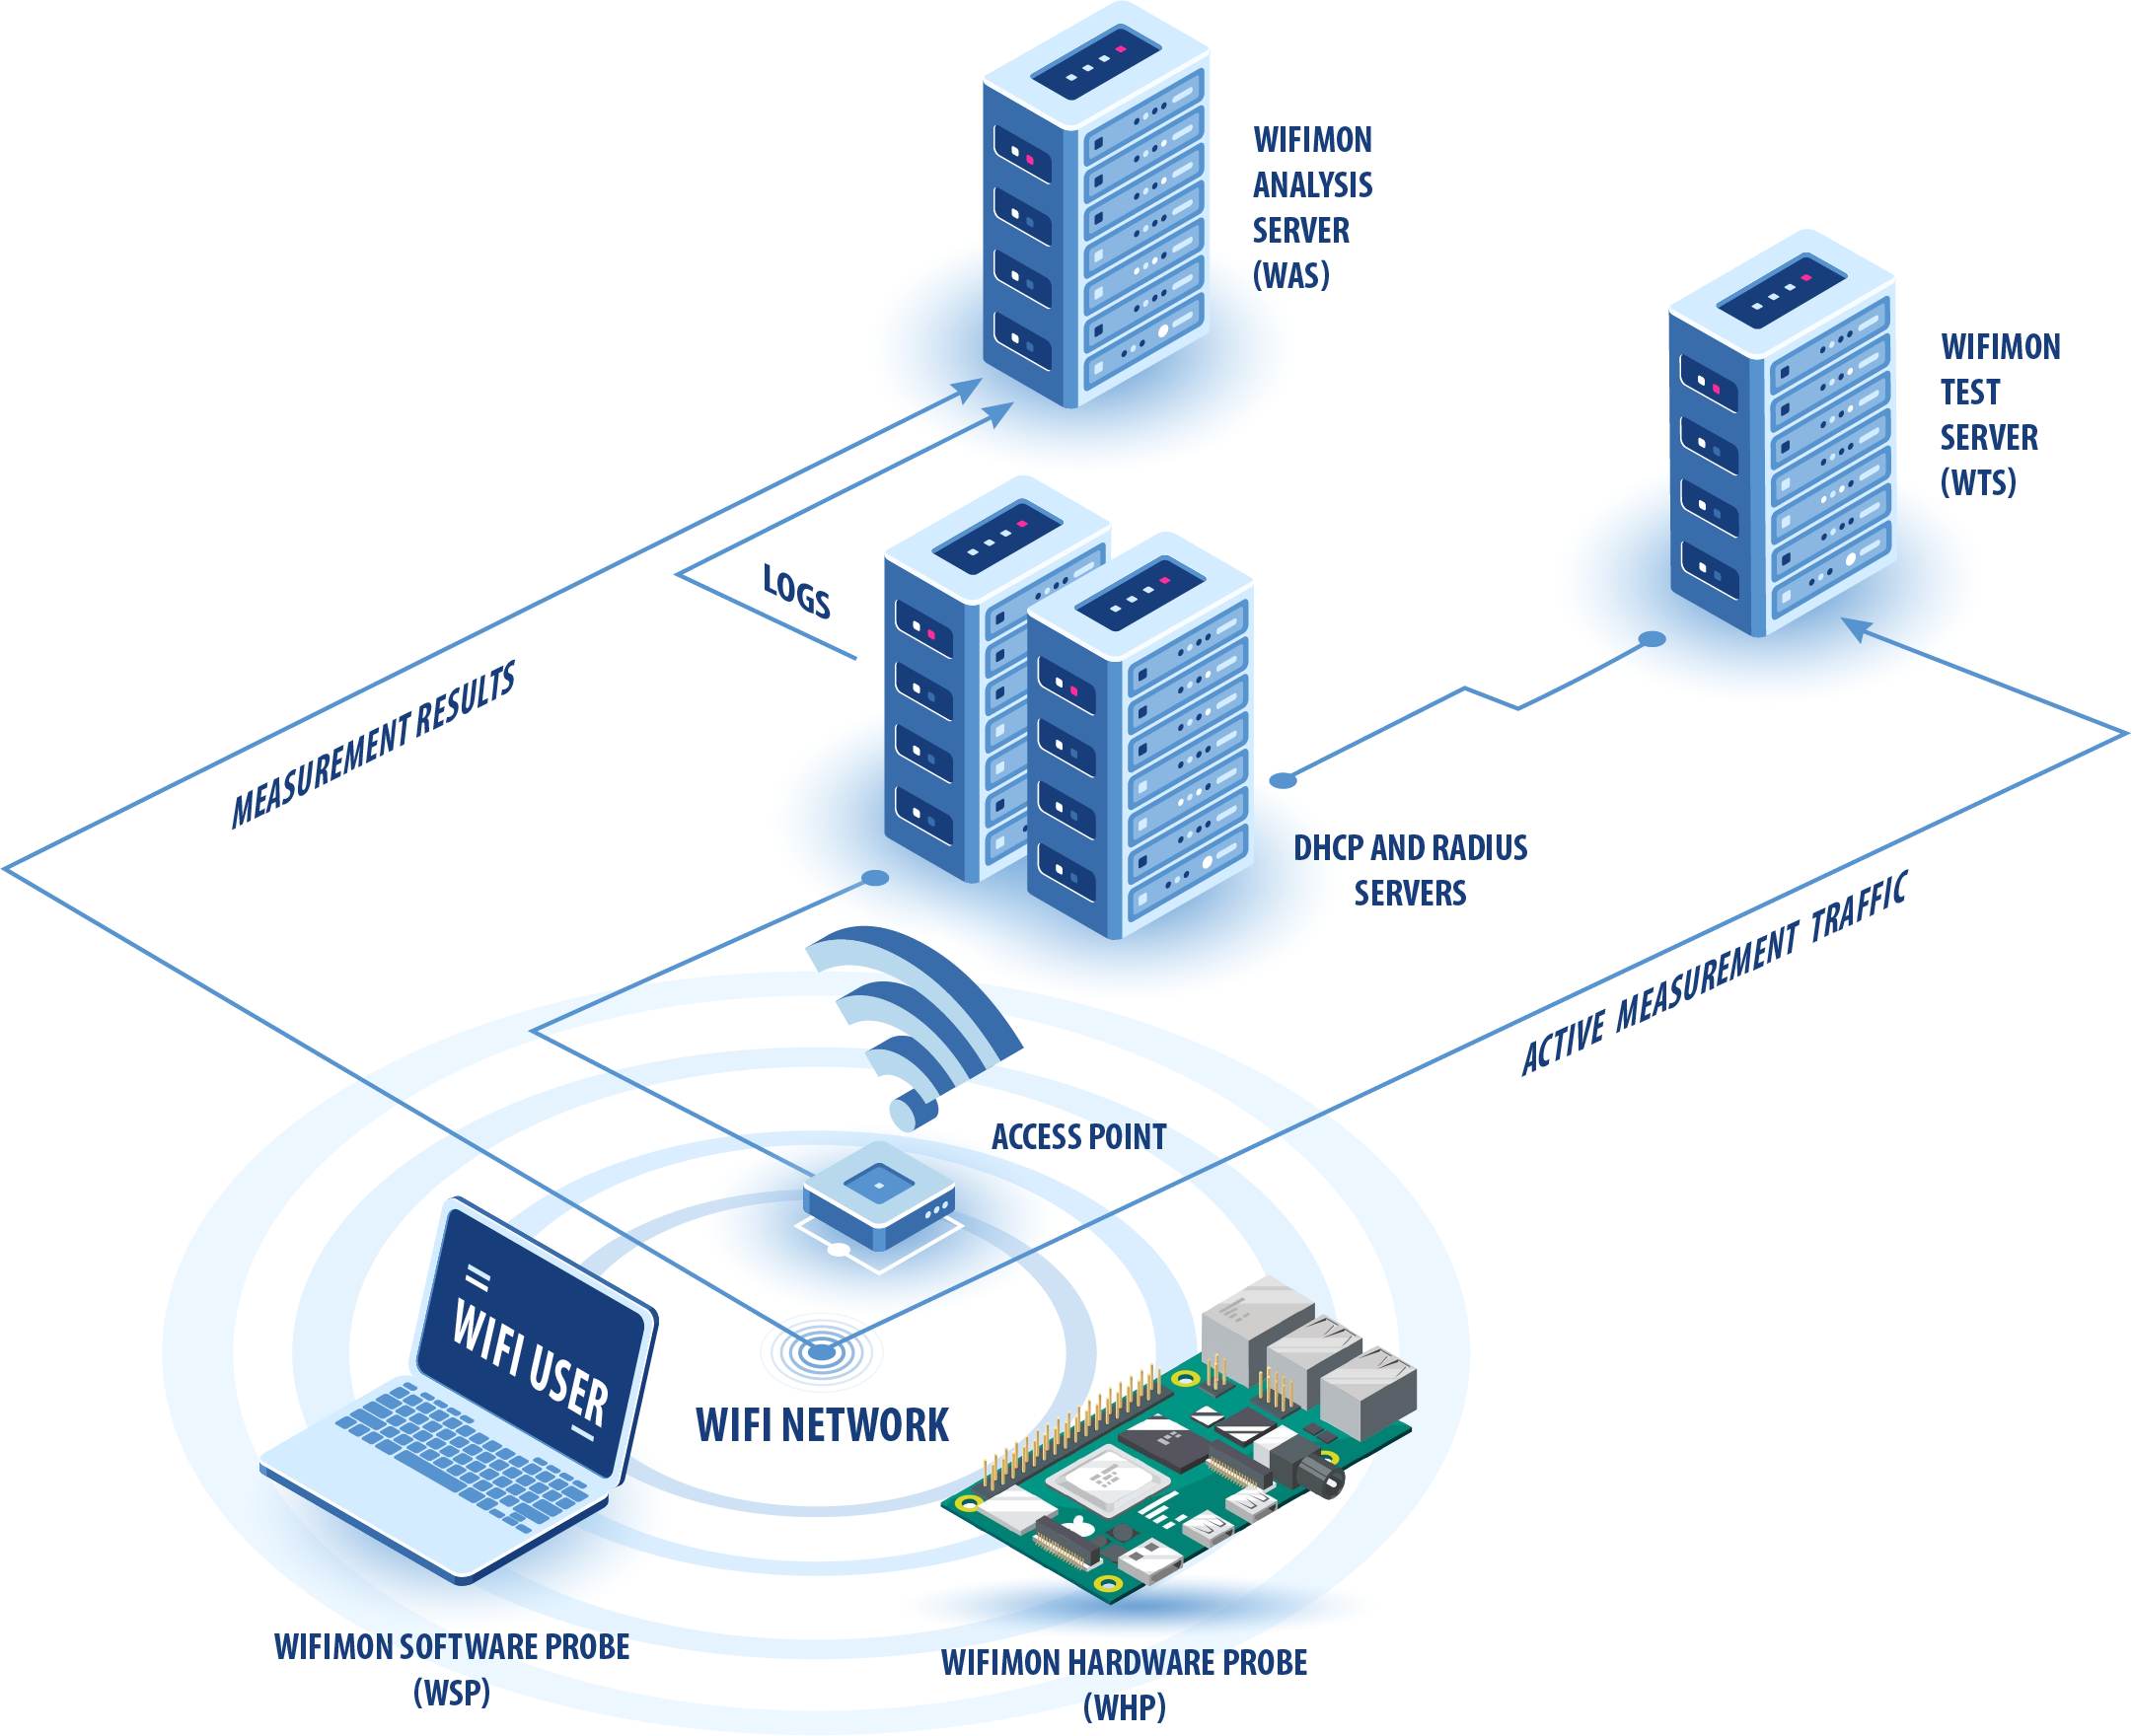 WIFIMON
ANALYSIS
SERVER
(WAS)
WIFIMON
TEST
SERVER
(WTS)
LOGS
MEASUREMENT RESULTS
DHCP AND RADIUS
SERVERS
ACTIVE MEASUREMENT TRAFFIC
ACCESS POINT
WIFI USER
WIFI NETWORK
WIFIMON SOFTWARE PROBE
(WSP)
WIFIMON HARDWARE PROBE
(WHP)